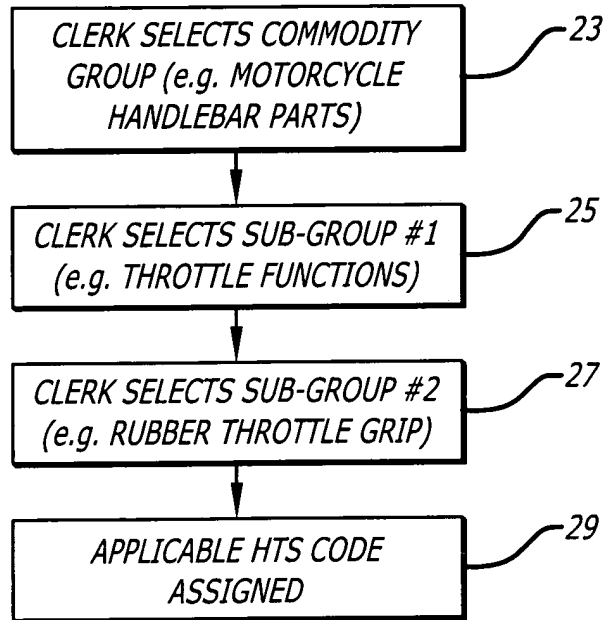 CLERK SELECTS COMMODITY
GROUP (e.g. MOTORCYCLE
HANDLEBAR PARTS)
23
CLERK SELECTS SUB-GROUP #1
(e.g. THROTTLE FUNCTIONS)
25
CLERK SELECTS SUB-GROUP #2
(e.g. RUBBER THROTTLE GRIP)
27
APPLICABLE HTS CODE
ASSIGNED
29